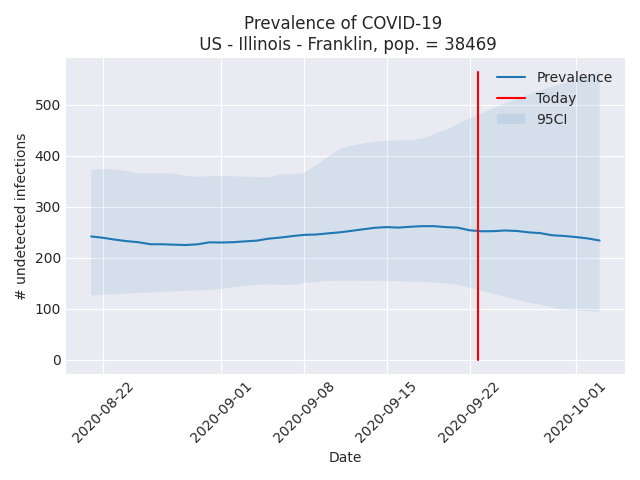 Prevalence of COVID-19
US - Illinois - Franklin, pop. = 38469
# undetected infections
500
400
300
200
100
0
Prevalence
Today
95CI
2020-08-22
2020-09-01
2020-09-08
2020-09-15
2020-09-22
2020-10-01
Date